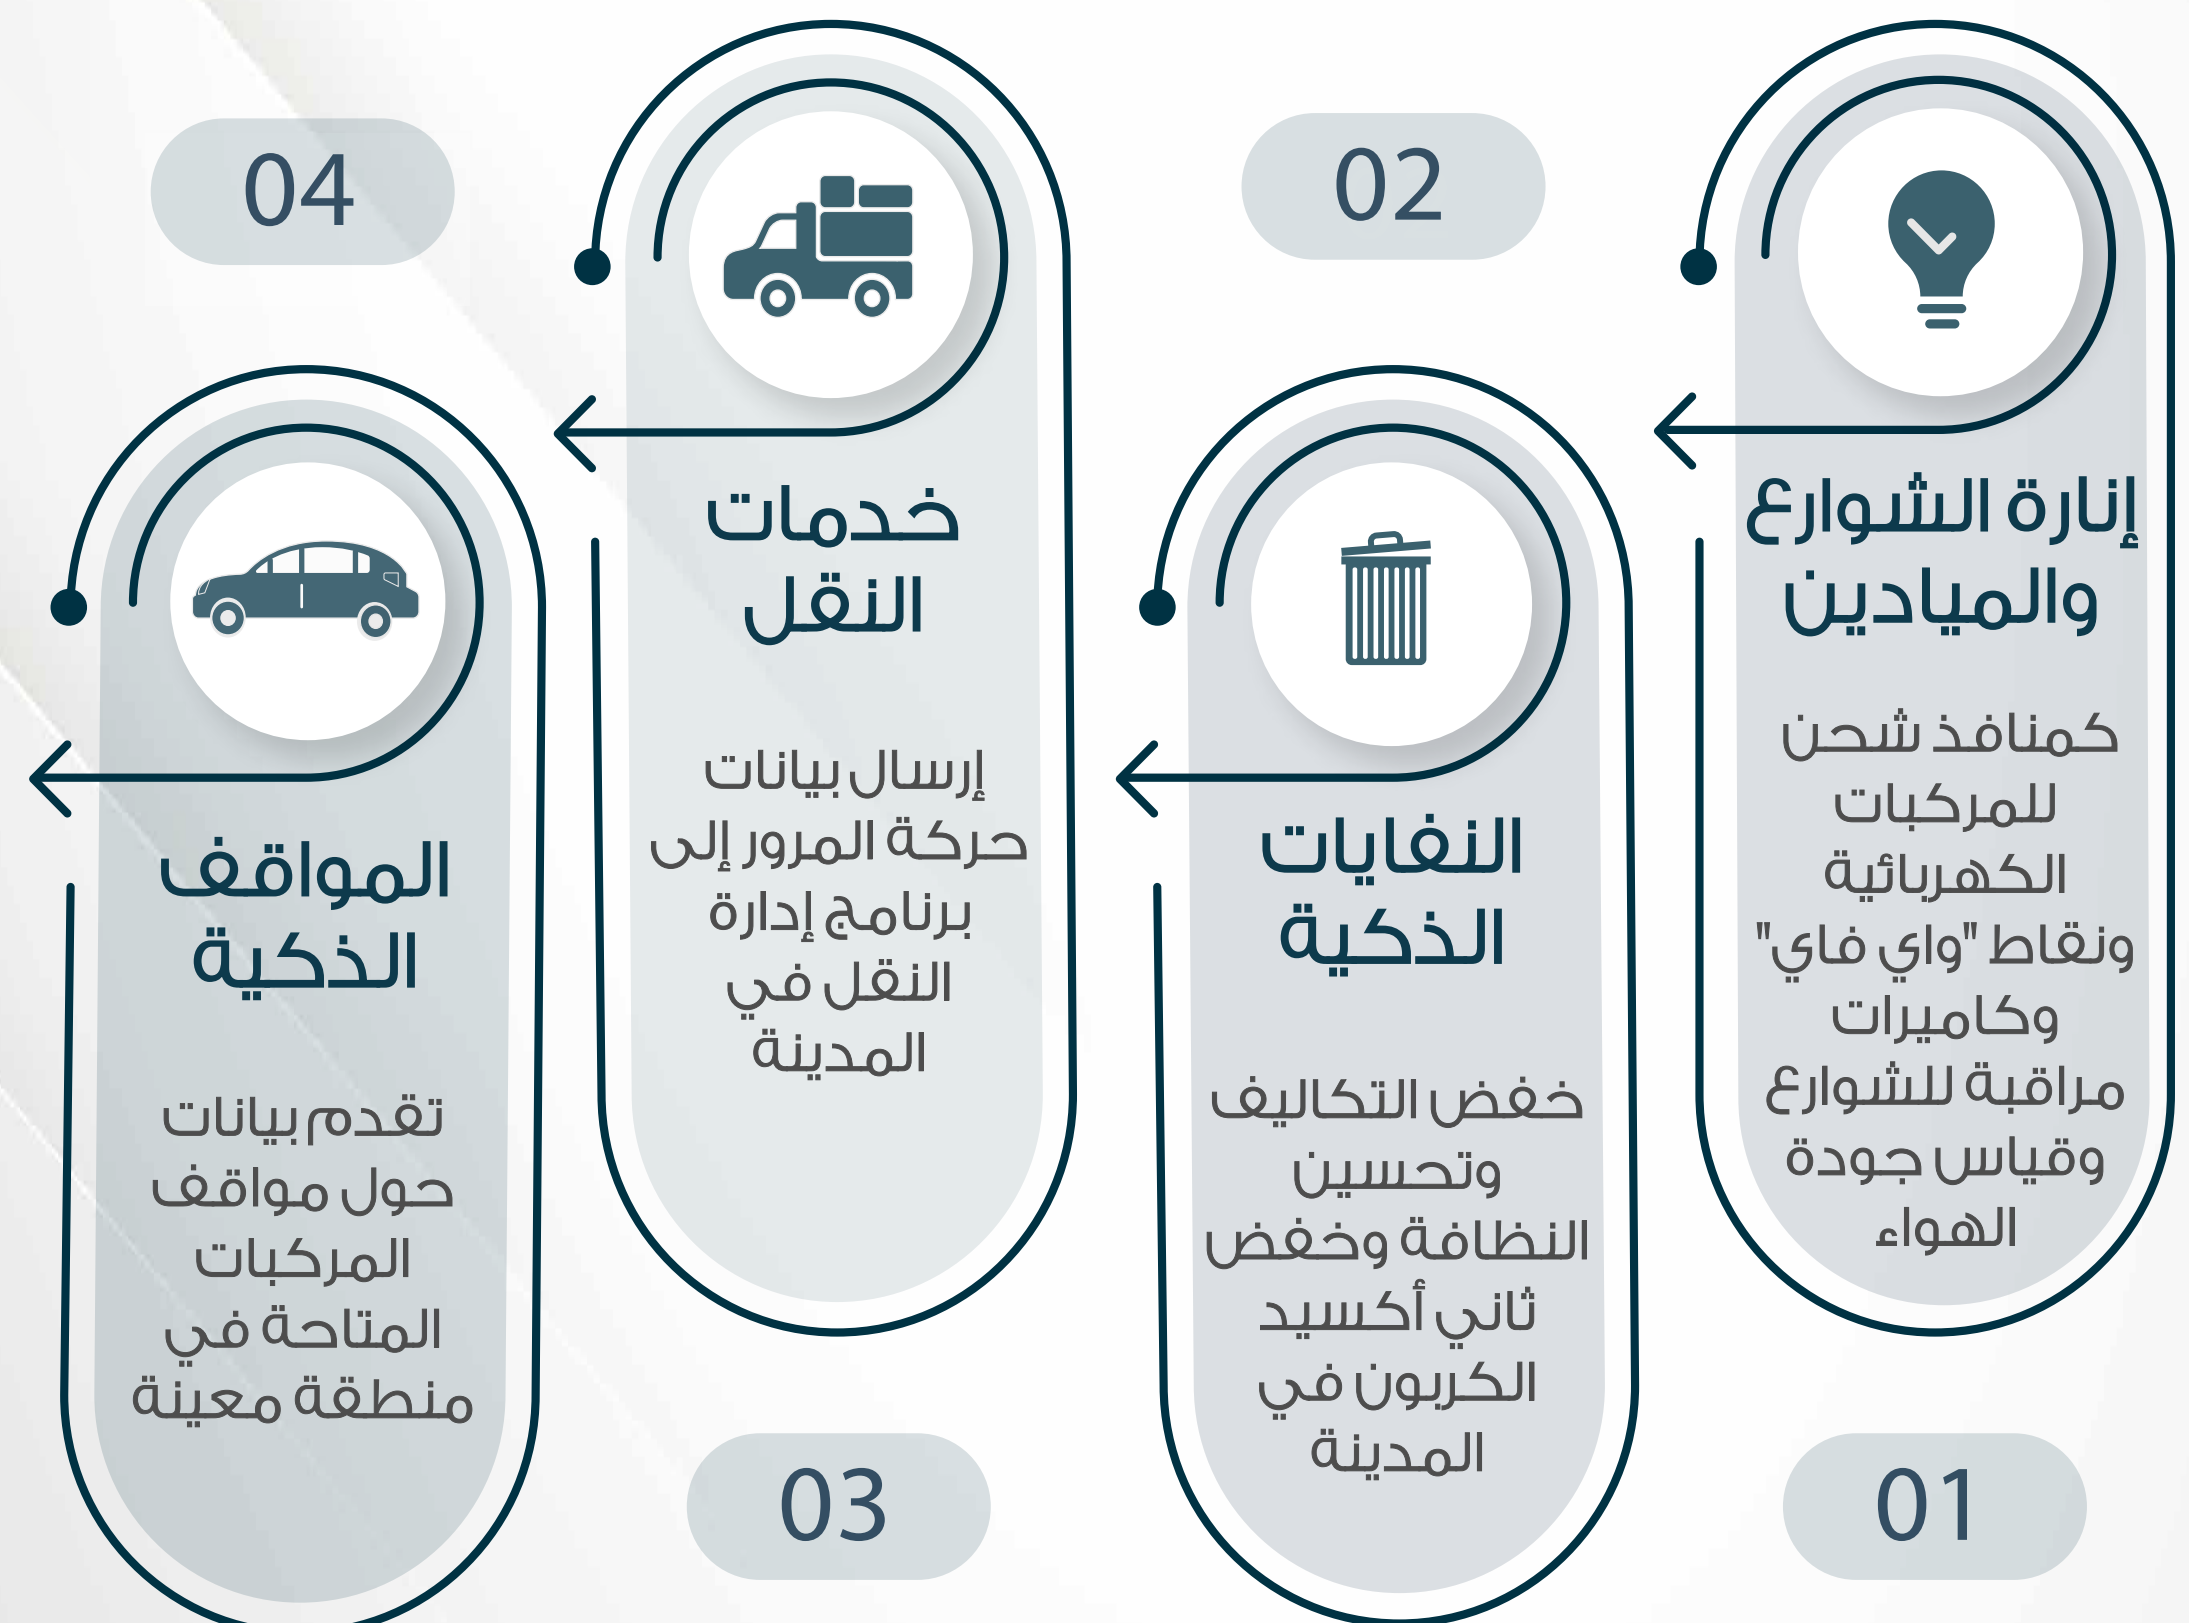 01
إنارة الشوارع
والميادين
كمنافذ شحن
للمركبات
الكهربائية
ونقاط "واي فاي"
وكاميرات
مراقبة للشوارع
وقياس جودة
الهواء
02
النفايات
الذكية
خفض التكاليف
وتحسين
النظافة وخفض
ثاني أكسيد
الكربون في
المدينة
03
خدمات
النقل
إرسال بيانات
حركة المرور إلى
برنامج إدارة
النقل في
المدينة
04
المواقف
الذكية
تقدم بيانات
حول مواقف
المركبات
المتاحة في
منطقة معينة